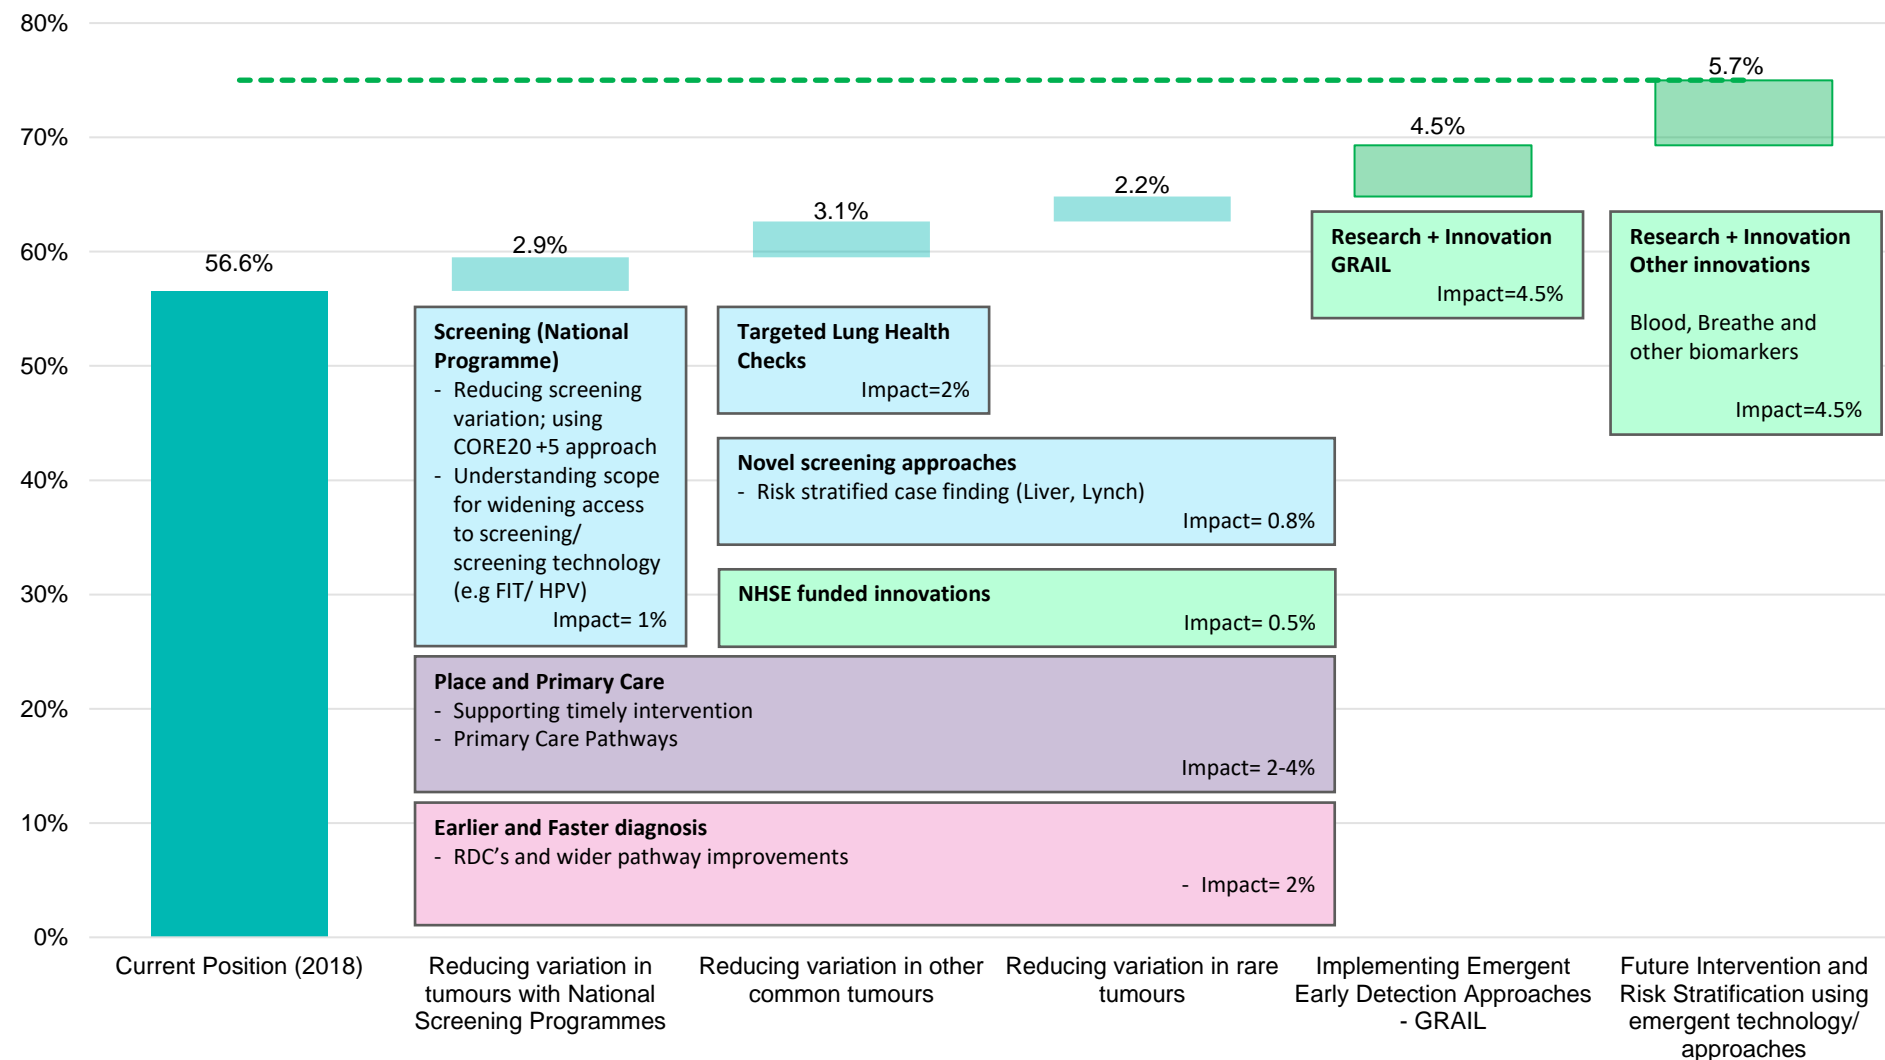 80%
70%
60%
50%
40%
30%
20%
10%
0%
56.6%
2.9%
3.1%
2.2%
4.5%
5.7%
Screening (National
Programme)
- Reducing screening
variation; using
CORE20 +5 approach
- Understanding scope
for widening access
to screening/
screening technology
(e.g FIT/ HPV)
Impact= 1%
Targeted Lung Health
Checks
Impact=2%
Novel screening approaches
- Risk stratified case finding (Liver, Lynch)
Impact= 0.8%
NHSE funded innovations
Impact= 0.5%
Place and Primary Care
- Supporting timely intervention
- Primary Care Pathways
Impact= 2-4%
Earlier and Faster diagnosis
- RDC's and wider pathway improvements
- Impact= 2%
Research + Innovation
GRAIL
Impact=4.5%
Research + Innovation
Other innovations
Blood, Breathe and
other biomarkers
Impact=4.5%
Current Position (2018)
Reducing variation in
tumours with National
Screening Programmes
Reducing variation in other
common tumours
Reducing variation in rare
tumours
Implementing Emergent
Early Detection Approaches
- GRAIL
Future Intervention and
Risk Stratification using
emergent technology/
approaches